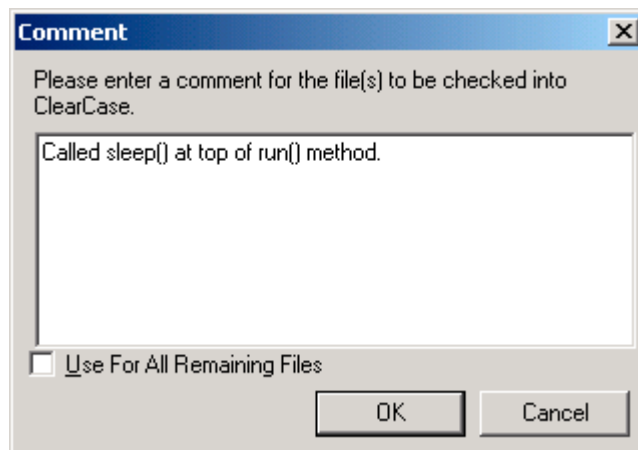 Comment
Please enter a comment for the file(s) to be checked into
ClearCase.
Called sleep() at top of run() method.
Use For All Remaining Files
OK
Cancel